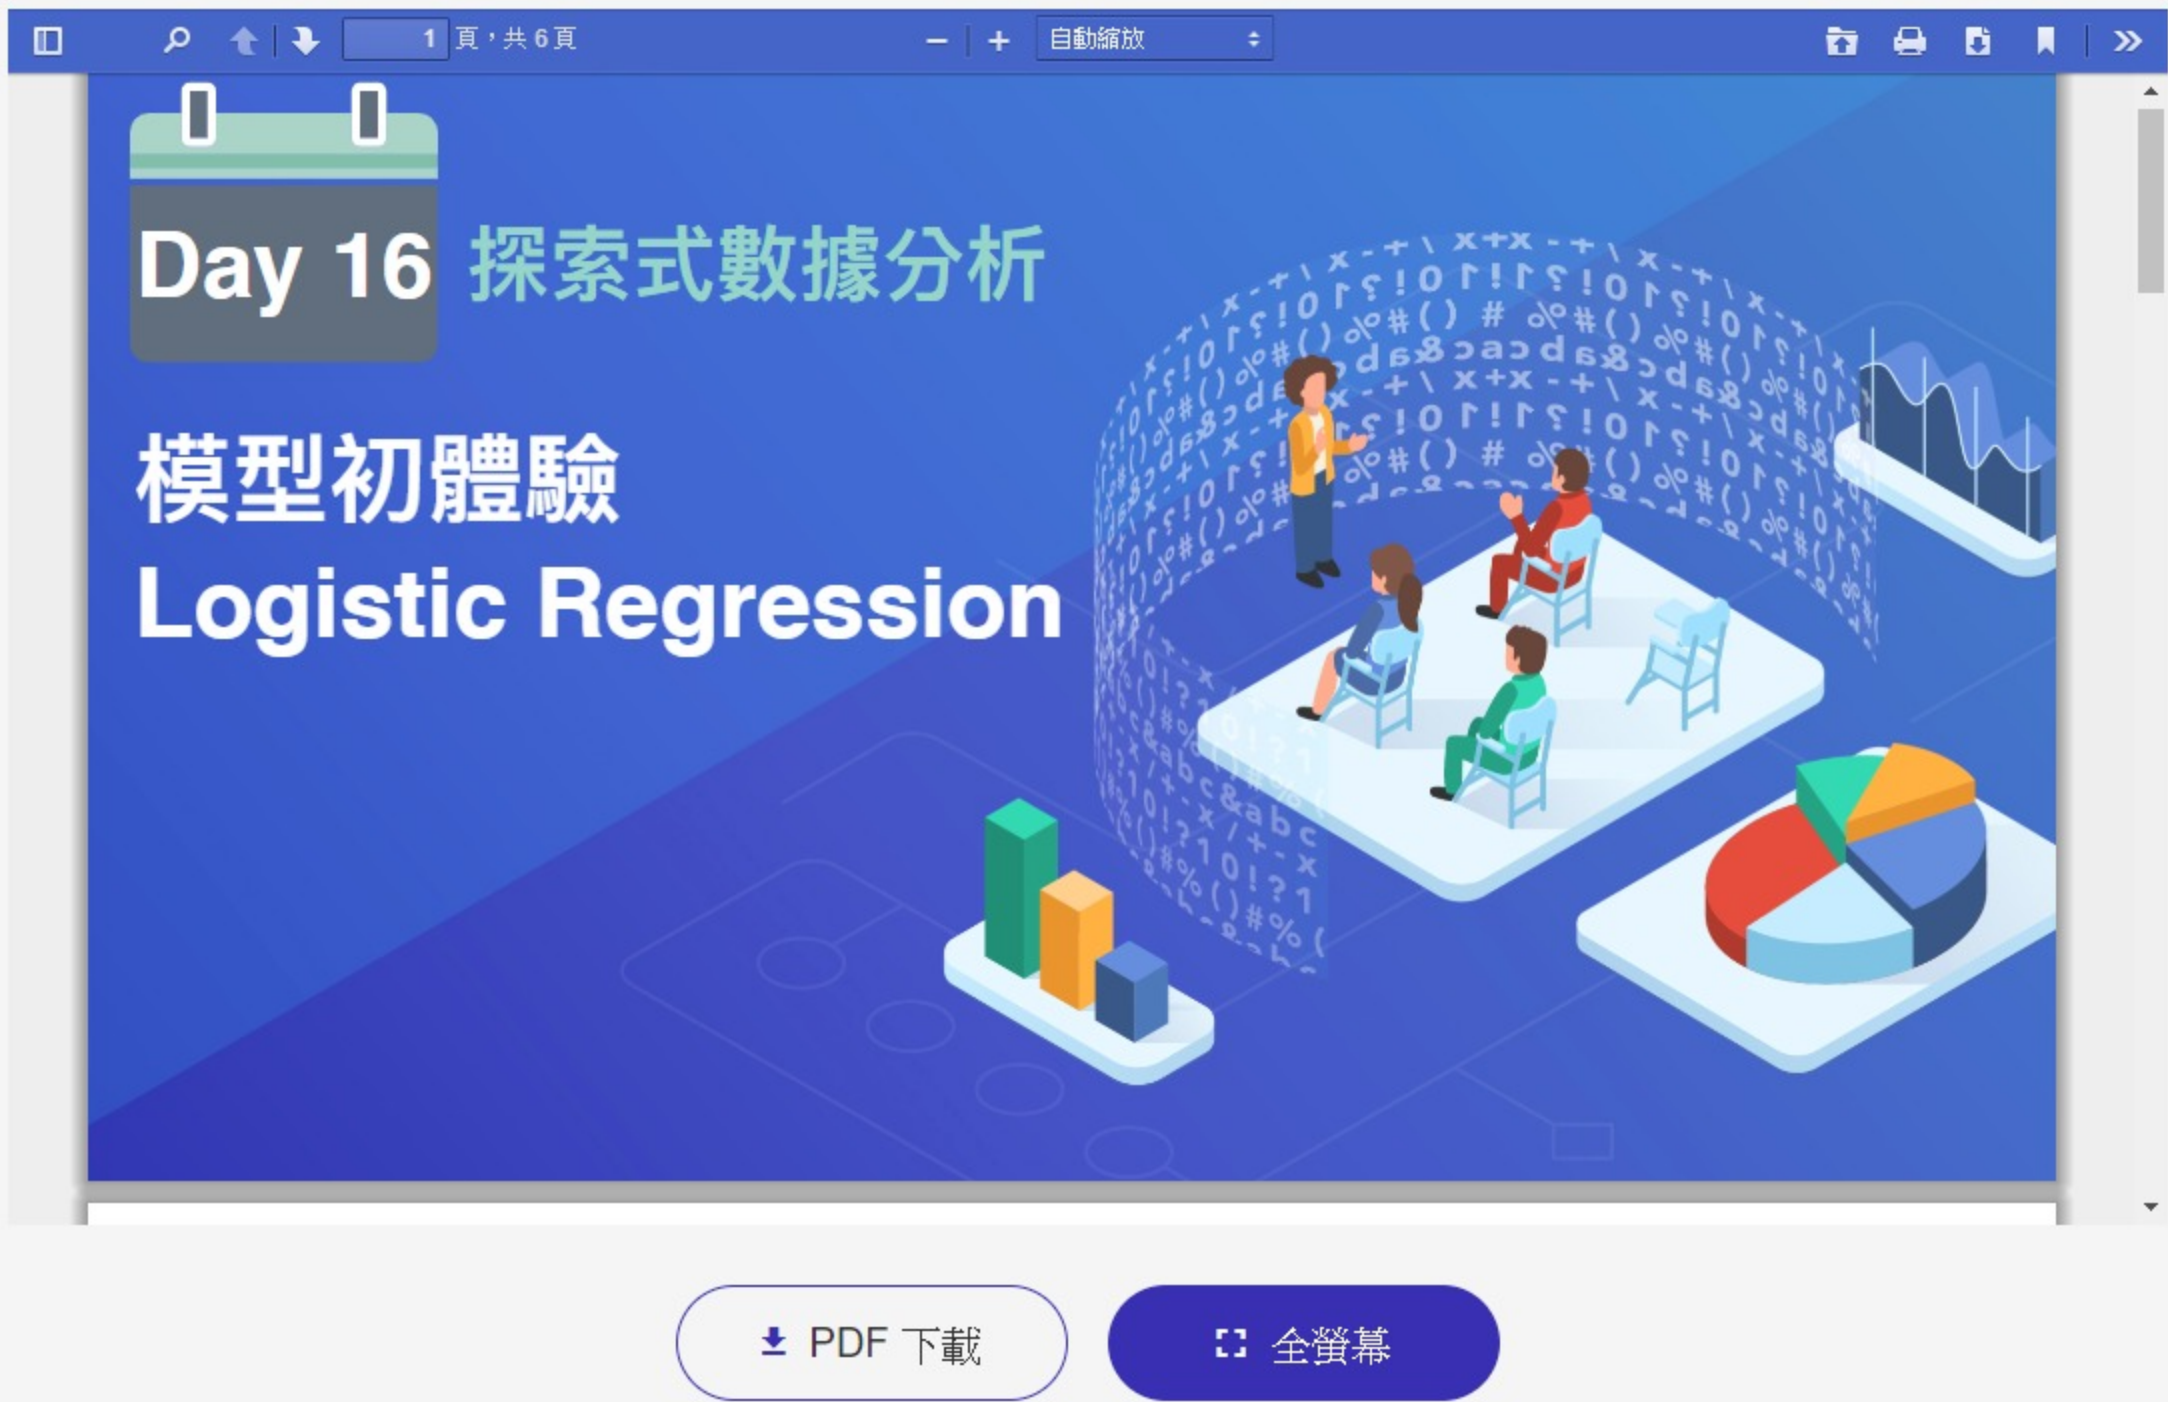 1 頁，共 6 頁
自動縮放
Day 16 探索式數據分析
模型初體驗
Logistic Regression
PDF 下載
全螢幕